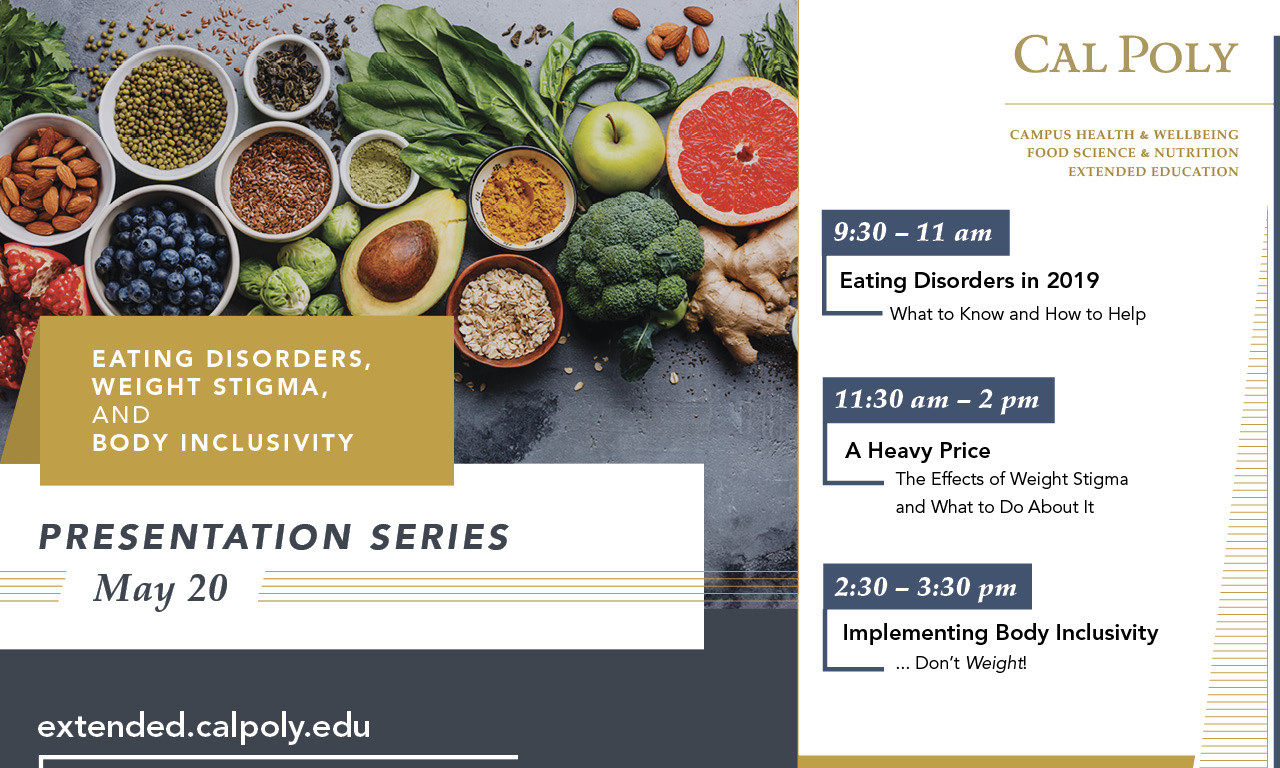 EATING DISORDERS,
WEIGHT STIGMA,
AND
BODY INCLUSIVITY
PRESENTATION SERIES
May 20
extended.calpoly.edu
CAL POLY
CAMPUS HEALTH & WELLBEING
FOOD SCIENCE & NUTRITION
EXTENDED EDUCATION
9:30 – 11 am
Eating Disorders in 2019
What to Know and How to Help
11:30 am – 2 pm
A Heavy Price
The Effects of Weight Stigma
and What to Do About It
2:30 – 3:30 pm
Implementing Body Inclusivity
... Don't Weight!